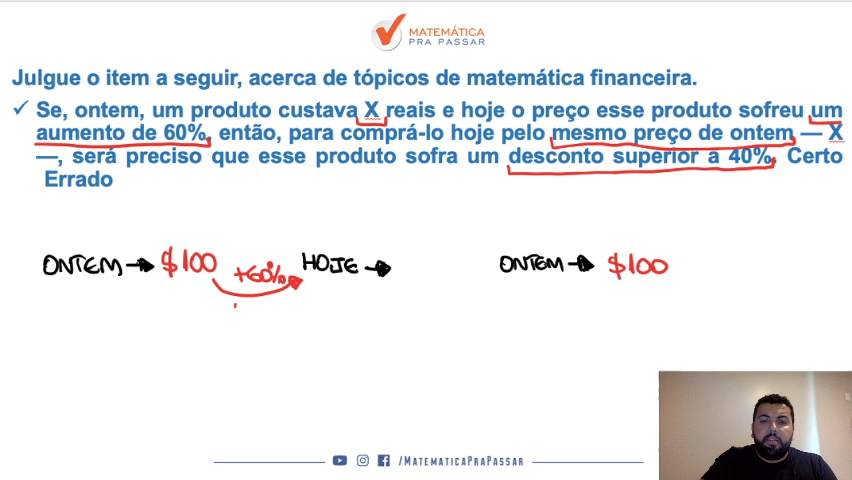 MATEMÁTICA
PRA PASSAR
Julgue o item a seguir, acerca de tópicos de matemática financeira.
✓ Se, ontem, um produto custava X reais e hoje o preço esse produto sofreu um
aumento de 60%, então, para comprá-lo hoje pelo mesmo preço de ontem — X
—, será preciso que esse produto sofra um desconto superior a 40%. Certo
Errado
ONTEM → $100 +60% HOJE → ONTEM → $100
/MatematicaPraPassar